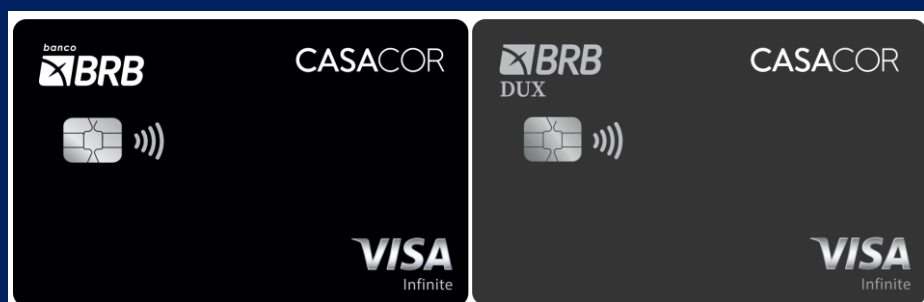 banco
BRB
CASACOR
VISA
Infinite
BRB
DUX
CASACOR
VISA
Infinite